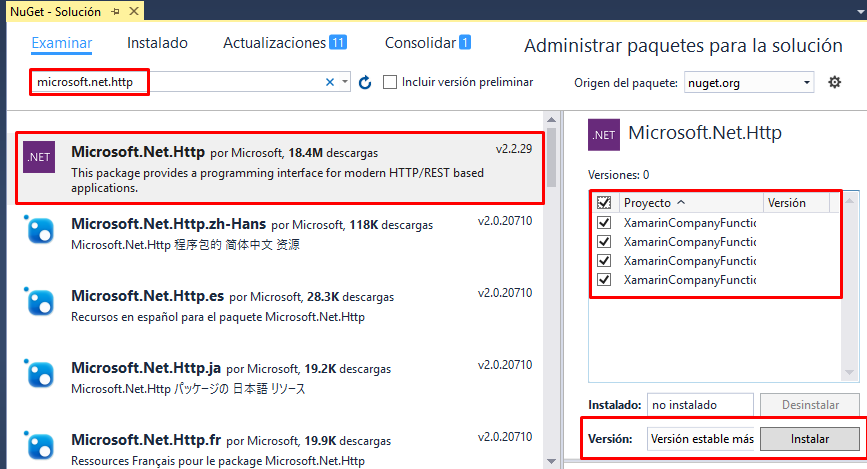 NuGet - Solución
Examinar
Instalado
Actualizaciones 11
Consolidar 1
Administrar paquetes para la solución
microsoft.net.http
Incluir versión preliminar
Origen del paquete: nuget.org
.NET
Microsoft.Net.Http por Microsoft, 18.4M descargas
v2.2.29
This package provides a programming interface for modern HTTP/REST based
applications.
Microsoft.Net.Http.zh-Hans por Microsoft, 118K descargas
v2.0.20710
Microsoft.Net.Http 程序包的 简体中文 资源
Microsoft.Net.Http.es por Microsoft, 28.3K descargas
v2.0.20710
Recursos en español para el paquete Microsoft.Net.Http
Microsoft.Net.Http.ja por Microsoft, 19.2K descargas
v2.0.20710
Microsoft.Net.Http パッケージの 日本語 リソース
Microsoft.Net.Http.fr por Microsoft, 19.9K descargas
v2.0.20710
Ressources Français pour le package Microsoft.Net.Http
.NET
Microsoft.Net.Http
Versiones: 0
Proyecto Versión
XamarinCompanyFunctic
XamarinCompanyFunctic
XamarinCompanyFunctic
XamarinCompanyFunctic
Instalado: no instalado Desinstalar
Versión: Versión estable más Instalar